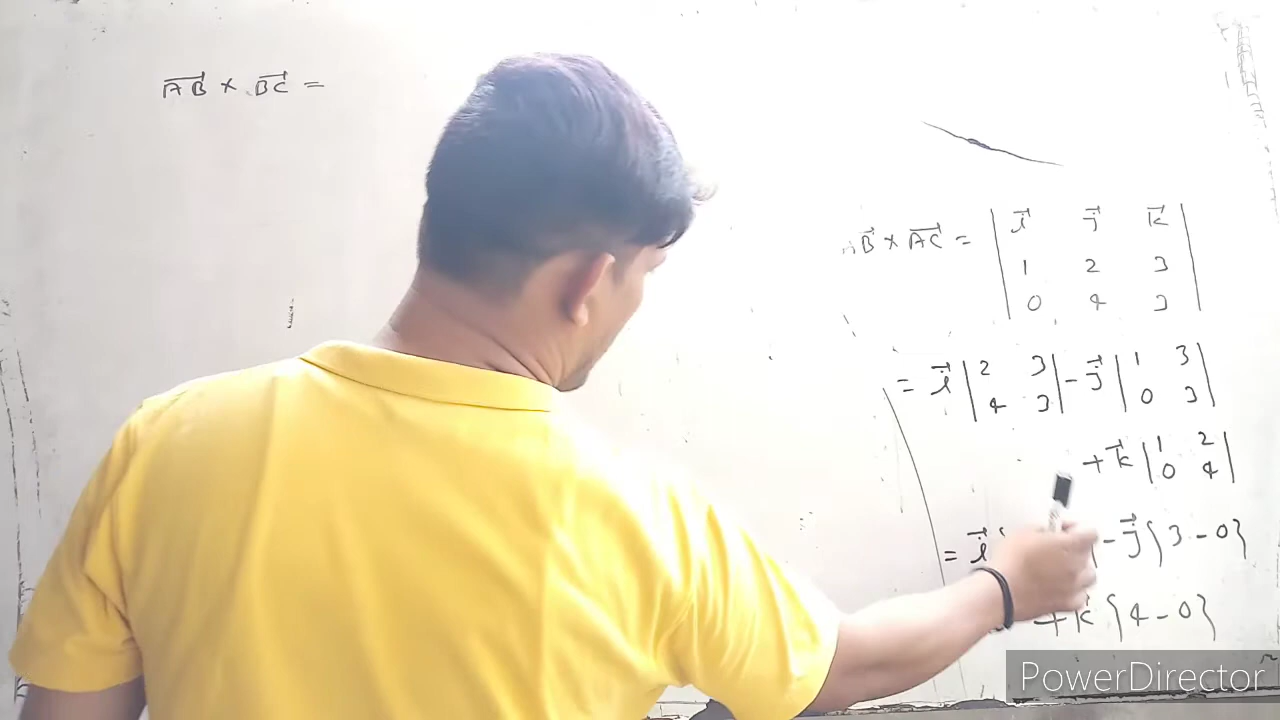 AB⃗ × BC⃗ =
B⃗ × AC⃗ = | i⃗ j⃗ k⃗ |
| 1 2 3 |
| 0 4 3 |
= i⃗ | 2 3 | - j⃗ | 1 3 |
| 4 3 | | 0 3 |
+ k⃗ | 1 2 |
| 0 4 |
= i⃗ { - j⃗ { 3 - 0 }
+ k⃗ { 4 - 0 }
PowerDirector